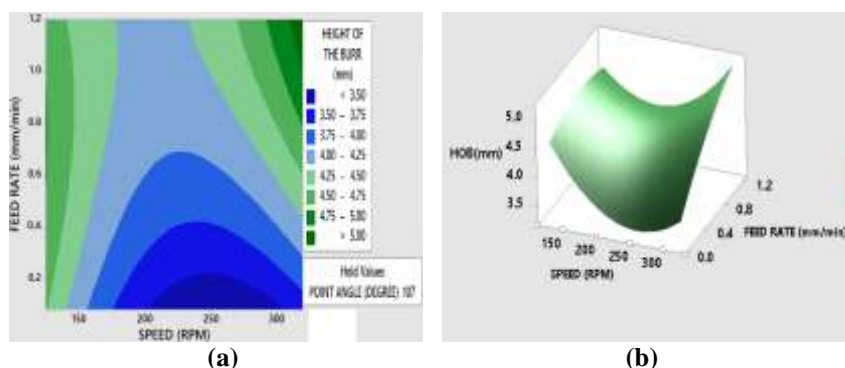 HEIGHT OF
THE BURR
(mm)
< 3.50
3.50 – 3.75
3.75 – 4.00
4.00 – 4.25
4.25 – 4.50
4.50 – 4.75
4.75 – 5.00
> 5.00
Hold Values
POINT ANGLE (DEGREE) 107
FEED RATE (mm/min)
1.2
1.0
0.8
0.6
0.4
0.2
150 200 250 300
SPEED (RPM)
(a)
HOB(mm)
5.0
4.5
4.0
3.5
150 200 250 300
SPEED (RPM)
0.0
0.4
0.8
1.2
FEED RATE (mm/min)
(b)